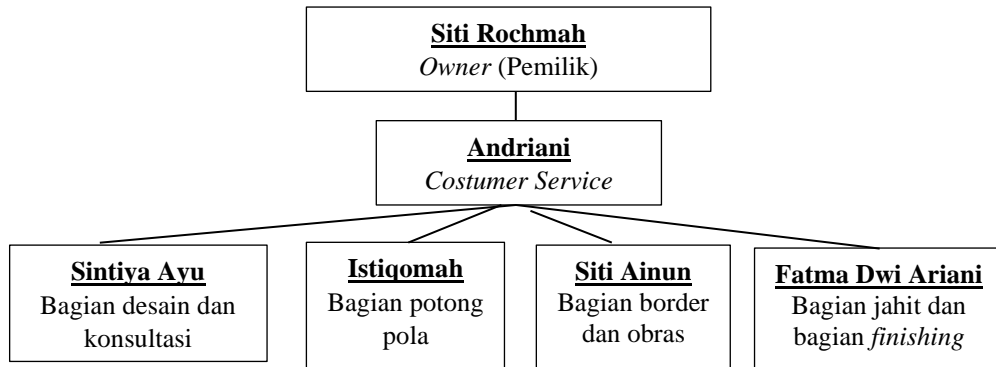 Siti Rochmah
Owner (Pemilik)
Andriani
Costumer Service
Sintiya Ayu
Bagian desain dan
konsultasi
Istiqomah
Bagian potong
pola
Siti Ainun
Bagian border
dan obras
Fatma Dwi Ariani
Bagian jahit dan
bagian finishing